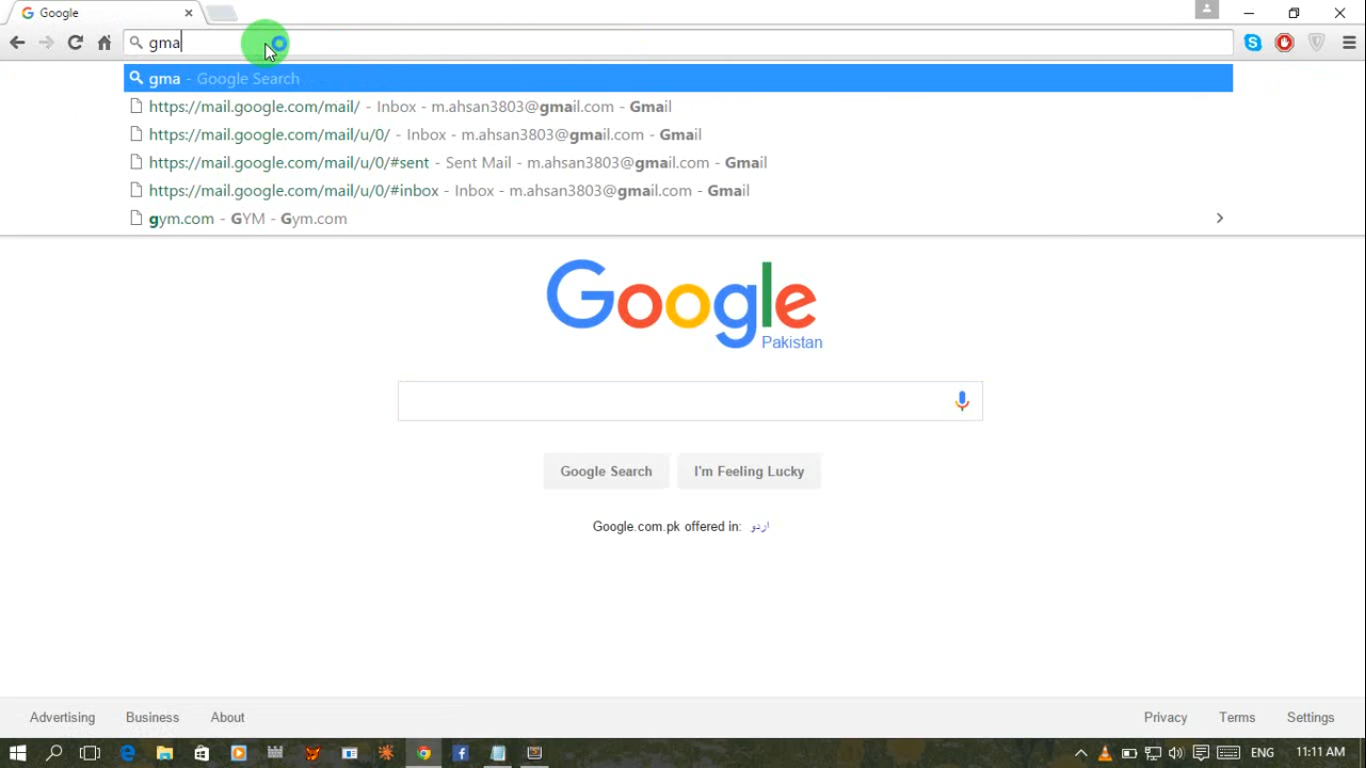 Google
gma
gma - Google Search
https://mail.google.com/mail/ - Inbox - m.ahsan3803@gmail.com - Gmail
https://mail.google.com/mail/u/0/ - Inbox - m.ahsan3803@gmail.com - Gmail
https://mail.google.com/mail/u/0/#sent - Sent Mail - m.ahsan3803@gmail.com - Gmail
https://mail.google.com/mail/u/0/#inbox - Inbox - m.ahsan3803@gmail.com - Gmail
gym.com - GYM - Gym.com
Google
Pakistan
Google Search I'm Feeling Lucky
Google.com.pk offered in: اردو
Advertising Business About Privacy Terms Settings
ENG 11:11 AM